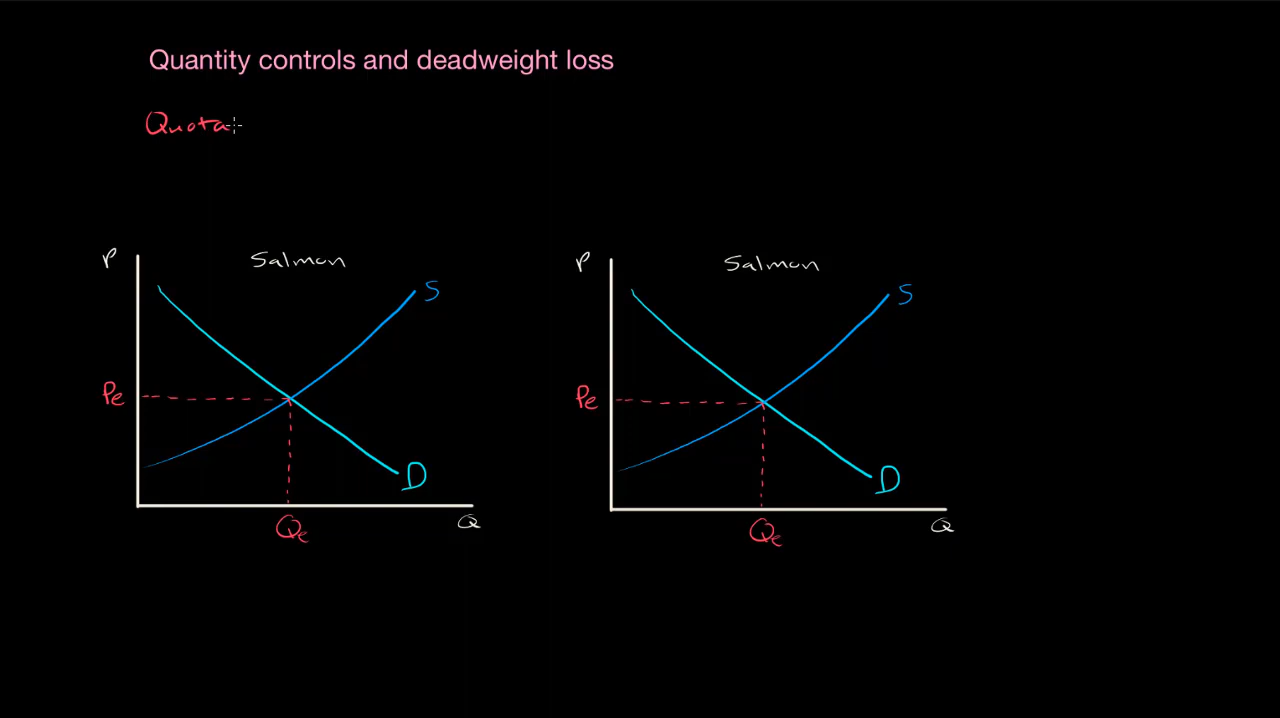 Quantity controls and deadweight loss
Quota
P
Salmon
S
Pe
D
Qe
Q
P
Salmon
S
Pe
D
Qe
Q